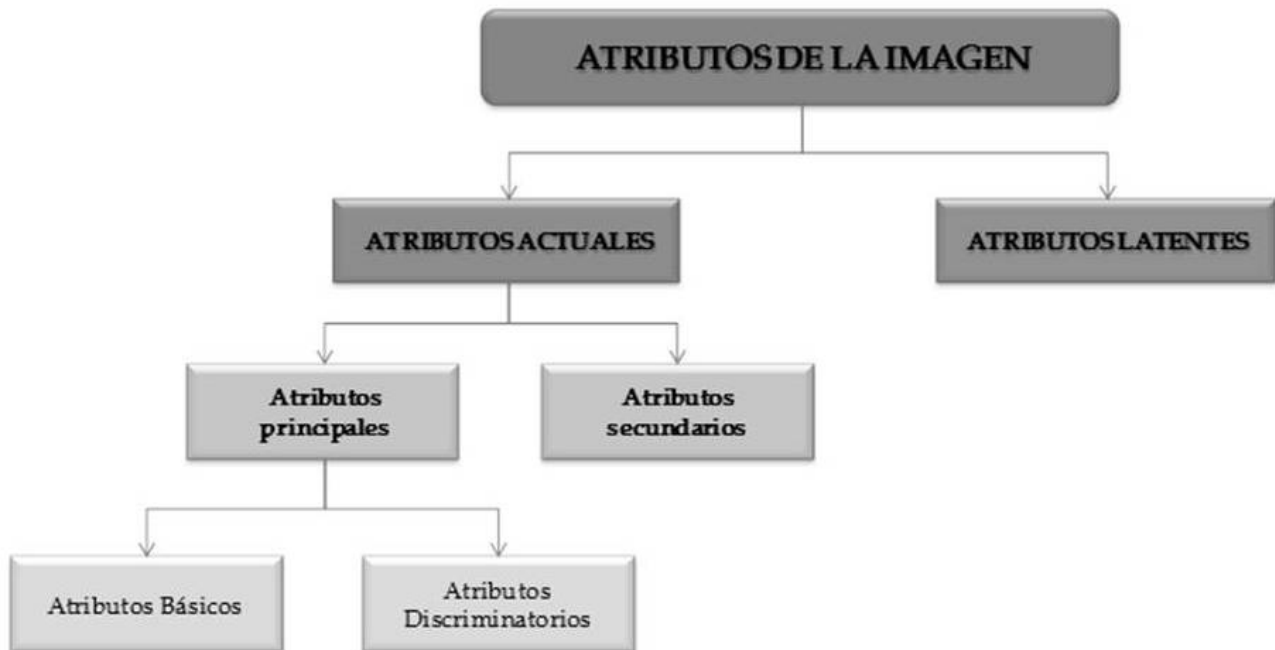 ATRIBUTOS DE LA IMAGEN
ATRIBUTOS ACTUALES
ATRIBUTOS LATENTES
Atributos
principales
Atributos
secundarios
Atributos Básicos
Atributos
Discriminatorios